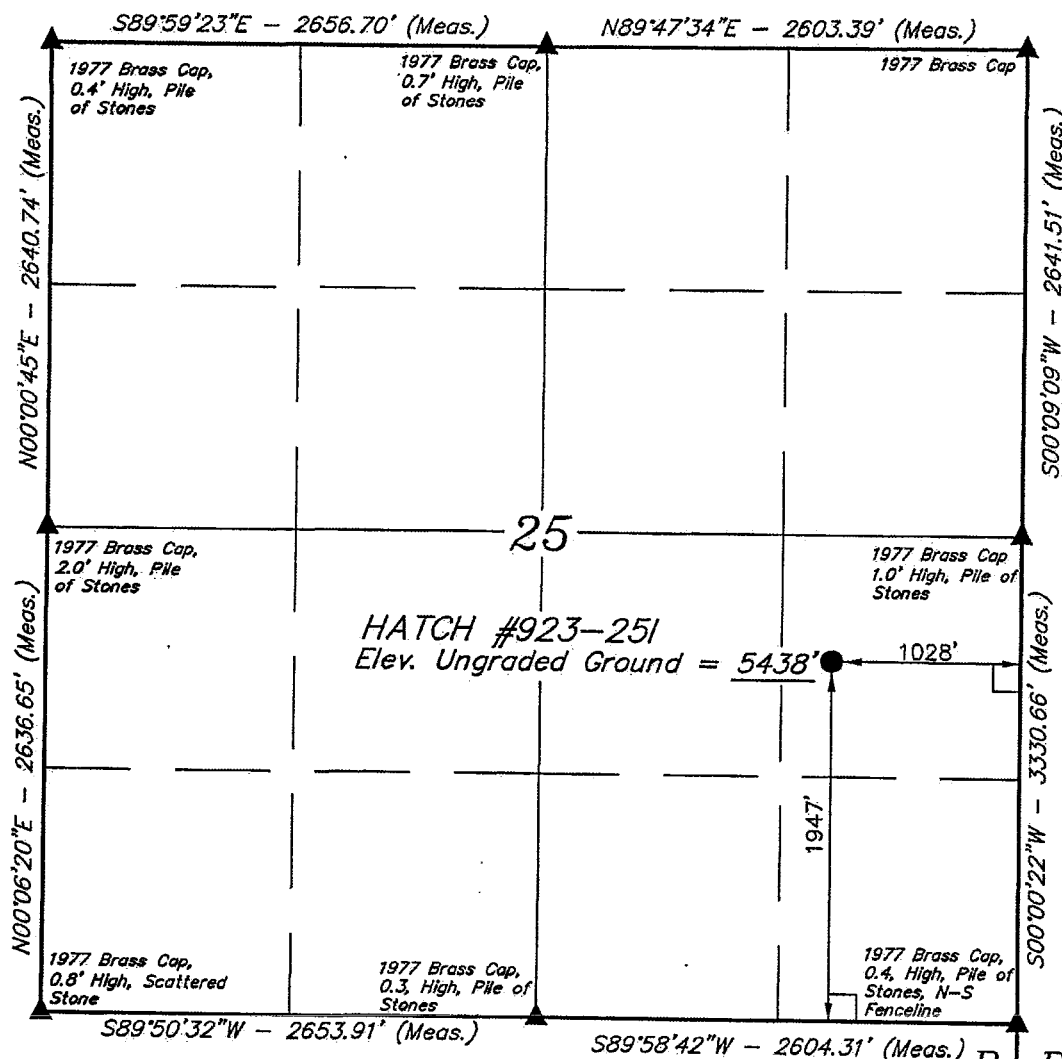 S89°59'23"E - 2656.70' (Meas.)
N89°47'34"E - 2603.39' (Meas.)
1977 Brass Cap,
0.4' High, Pile
of Stones
1977 Brass Cap,
0.7' High, Pile
of Stones
1977 Brass Cap
N00°00'45"E - 2640.74' (Meas.)
S00°09'09"W - 2641.51' (Meas.)
25
1977 Brass Cap,
2.0' High, Pile
of Stones
1977 Brass Cap
1.0' High, Pile of
Stones
HATCH #923-25I
Elev. Ungraded Ground = 5438'
1028'
1947'
N00°06'20"E - 2636.65' (Meas.)
S00°00'22"W - 3330.66' (Meas.)
1977 Brass Cap,
0.8' High, Scattered
Stone
1977 Brass Cap,
0.3, High, Pile of
Stones
1977 Brass Cap,
0.4, High, Pile of
Stones, N-S
Fenceline
S89°50'32"W - 2653.91' (Meas.)
S89°58'42"W - 2604.31' (Meas.)